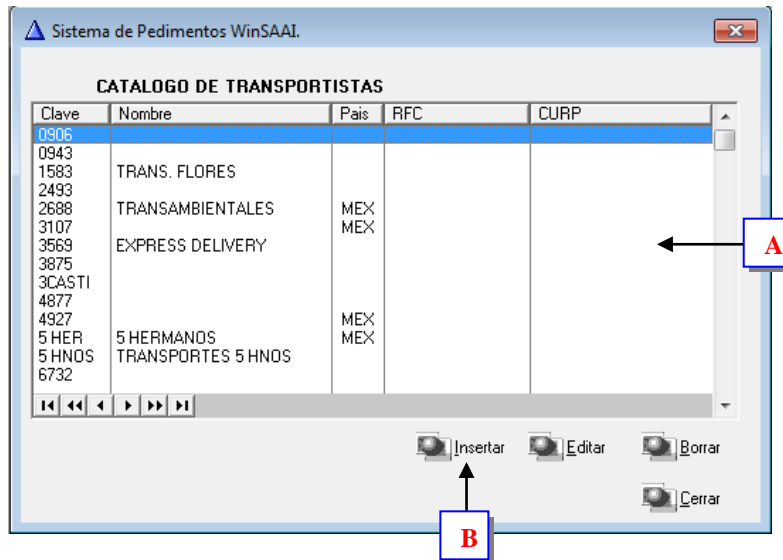 Sistema de Pedimentos WinSAAI.
CATALOGO DE TRANSPORTISTAS
Clave Nombre Pais RFC CURP
0906
0943
1583 TRANS. FLORES
2493
2688 TRANSAMBIENTALES MEX
3107 MEX
3569 EXPRESS DELIVERY
3875
3CASTI
4877
4927 MEX
5 HER 5 HERMANOS MEX
5 HNOS TRANSPORTES 5 HNOS
6732
A
Insertar Editar Borrar
Cerrar
B